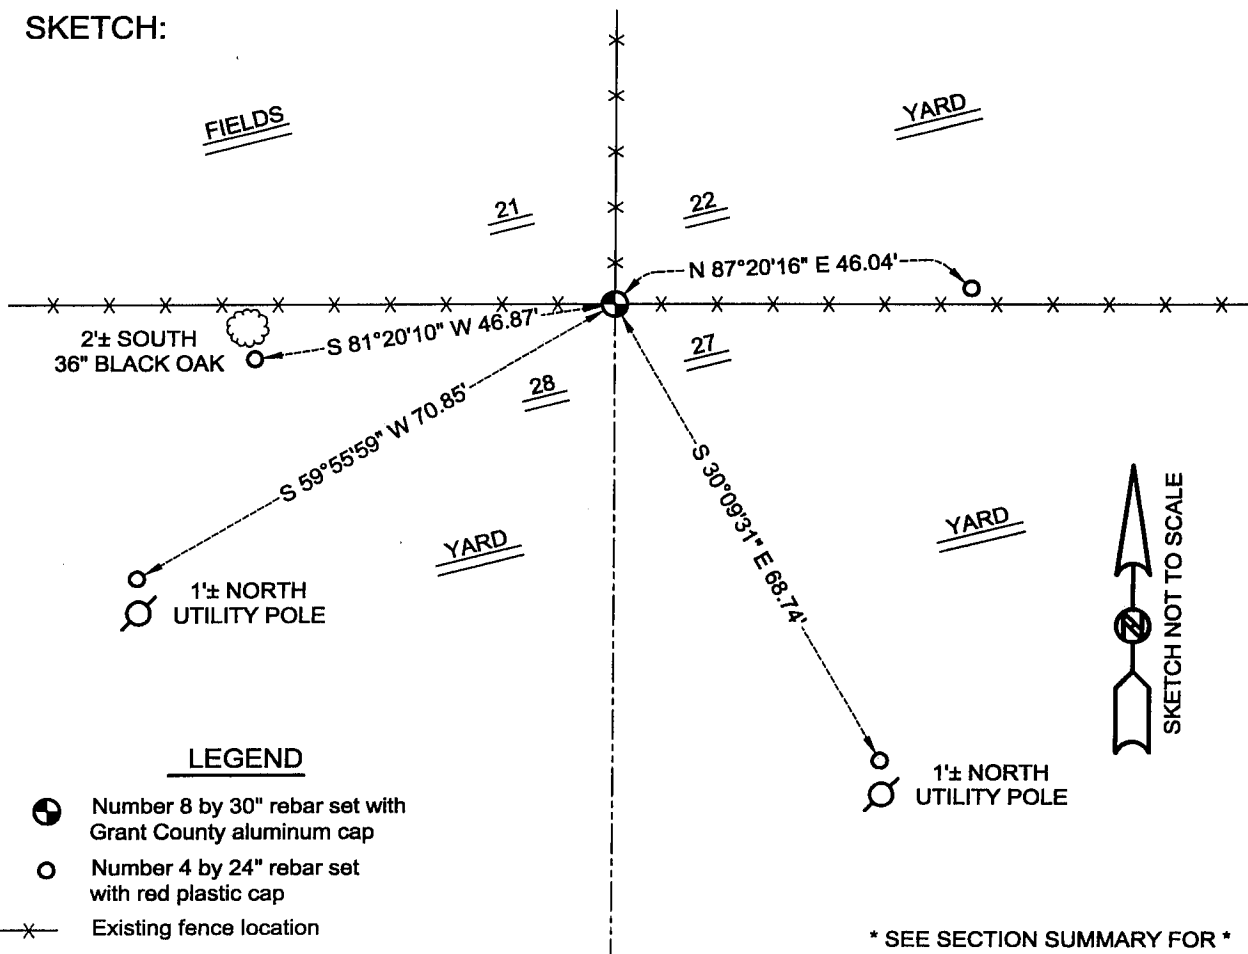 SKETCH:
FIELDS
YARD
21
22
N 87°20'16" E 46.04'
2'± SOUTH
36" BLACK OAK
S 81°20'10" W 46.87'
27
28
S 59°55'59" W 70.85'
S 30°09'31" E 68.74'
YARD
YARD
1'± NORTH
UTILITY POLE
N
SKETCH NOT TO SCALE
1'± NORTH
UTILITY POLE
LEGEND
Number 8 by 30" rebar set with
Grant County aluminum cap
Number 4 by 24" rebar set
with red plastic cap
Existing fence location
* SEE SECTION SUMMARY FOR *